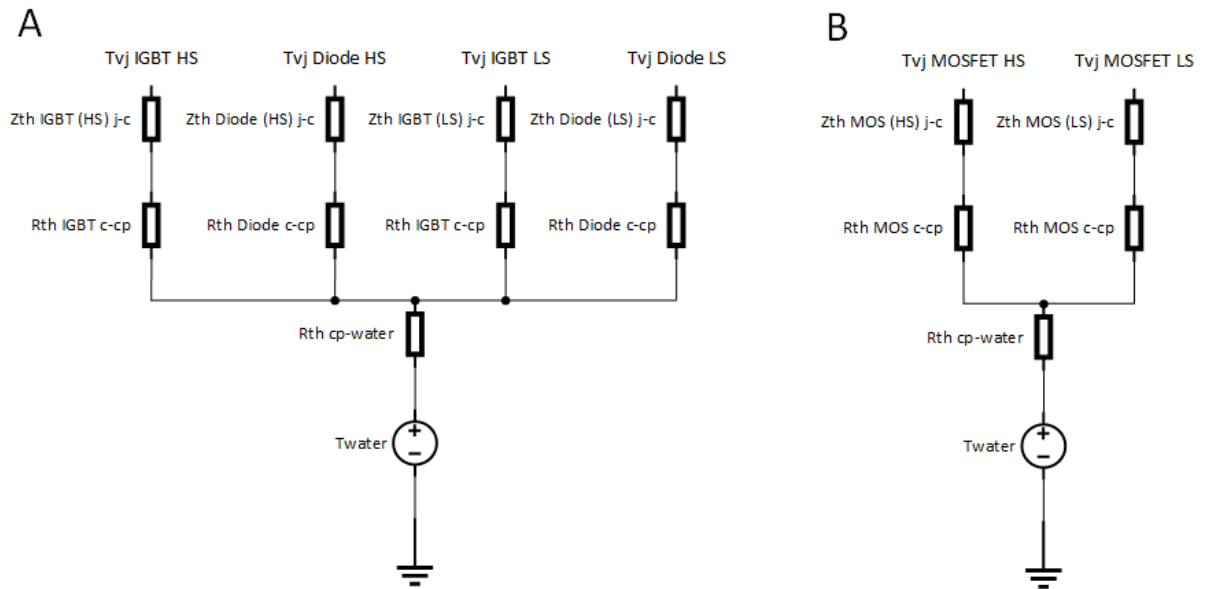 A
Tvj IGBT HS
Tvj Diode HS
Tvj IGBT LS
Tvj Diode LS
Zth IGBT (HS) j-c
Zth Diode (HS) j-c
Zth IGBT (LS) j-c
Zth Diode (LS) j-c
Rth IGBT c-cp
Rth Diode c-cp
Rth IGBT c-cp
Rth Diode c-cp
Rth cp-water
Twater
+
−
B
Tvj MOSFET HS
Tvj MOSFET LS
Zth MOS (HS) j-c
Zth MOS (LS) j-c
Rth MOS c-cp
Rth MOS c-cp
Rth cp-water
Twater
+
−